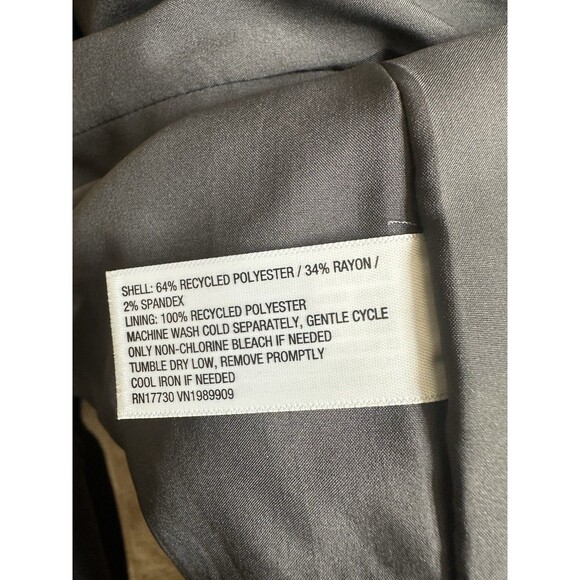 SHELL: 64% RECYCLED POLYESTER / 34% RAYON /
2% SPANDEX
LINING: 100% RECYCLED POLYESTER
MACHINE WASH COLD SEPARATELY, GENTLE CYCLE
ONLY NON-CHLORINE BLEACH IF NEEDED
TUMBLE DRY LOW, REMOVE PROMPTLY
COOL IRON IF NEEDED
RN17730 VN1989909